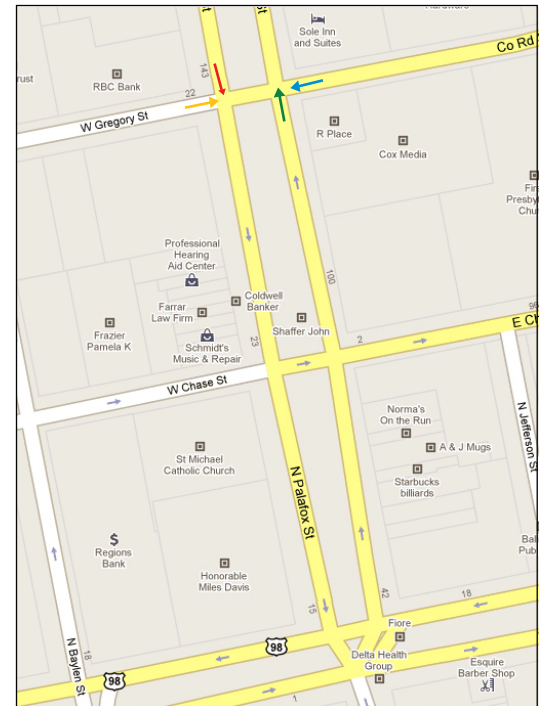 Sole Inn
and Suites
Co Rd
RBC Bank
143
22
W Gregory St
R Place
Cox Media
Professional
Hearing
Aid Center
100
Coldwell
Banker
Farrar
Law Firm
Frazier
Pamela K
Schmidt's
Music & Repair
23
Shaffer John
2
E Ch
W Chase St
Norma's
On the Run
A & J Mugs
N Jefferson St
St Michael
Catholic Church
Starbucks
billiards
N Palafox St
$
Regions
Bank
Honorable
Miles Davis
15
42
18
Fiore
98
N Baylen St
18
98
Delta Health
Group
Esquire
Barber Shop
1